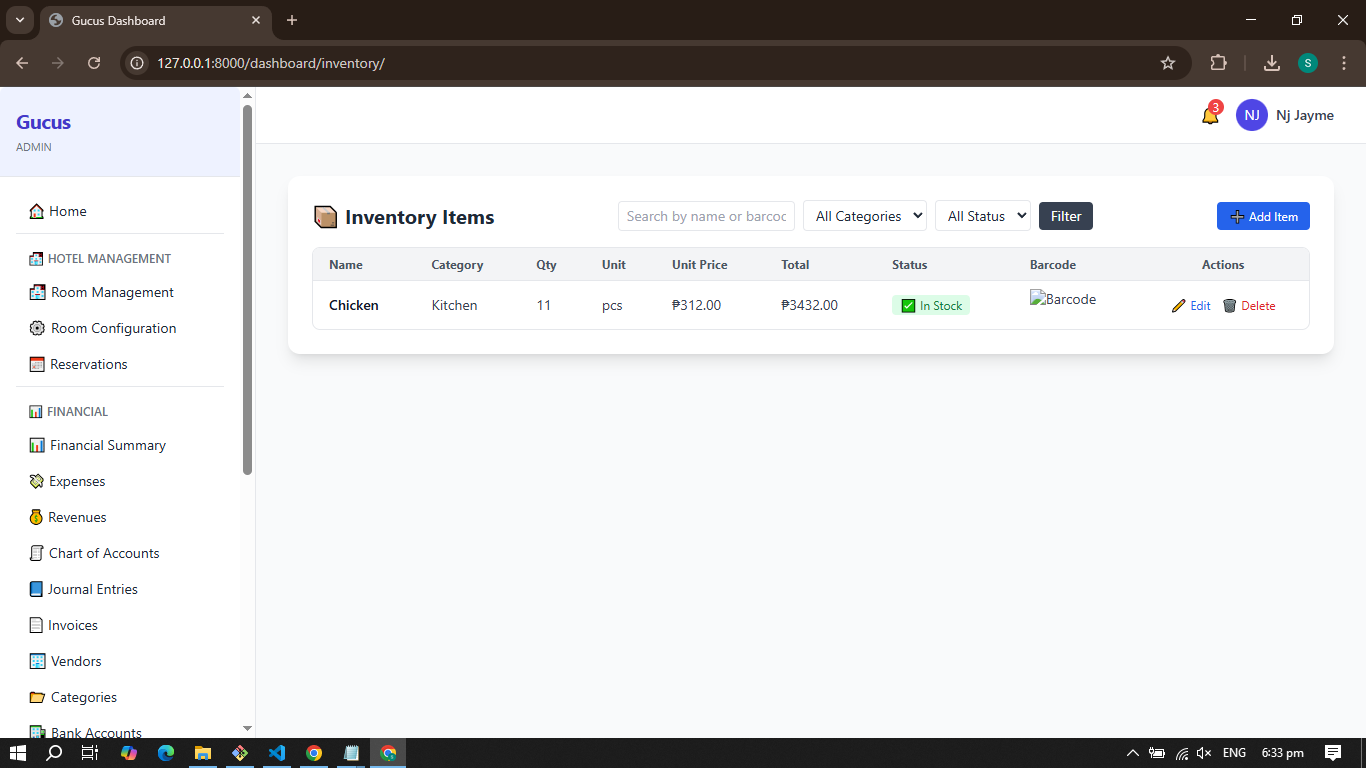 Gucus Dashboard
127.0.0.1:8000/dashboard/inventory/
S
Gucus
ADMIN
3
NJ
Nj Jayme
Home
HOTEL MANAGEMENT
Room Management
Room Configuration
Reservations
FINANCIAL
Financial Summary
Expenses
Revenues
Chart of Accounts
Journal Entries
Invoices
Vendors
Categories
Bank Accounts
Inventory Items
Search by name or barcoc
All Categories
All Status
Filter
➕ Add Item
Name Category Qty Unit Unit Price Total Status Barcode Actions
Chicken Kitchen 11 pcs ₱312.00 ₱3432.00 ✅ In Stock Barcode Edit Delete
ENG 6:33 pm